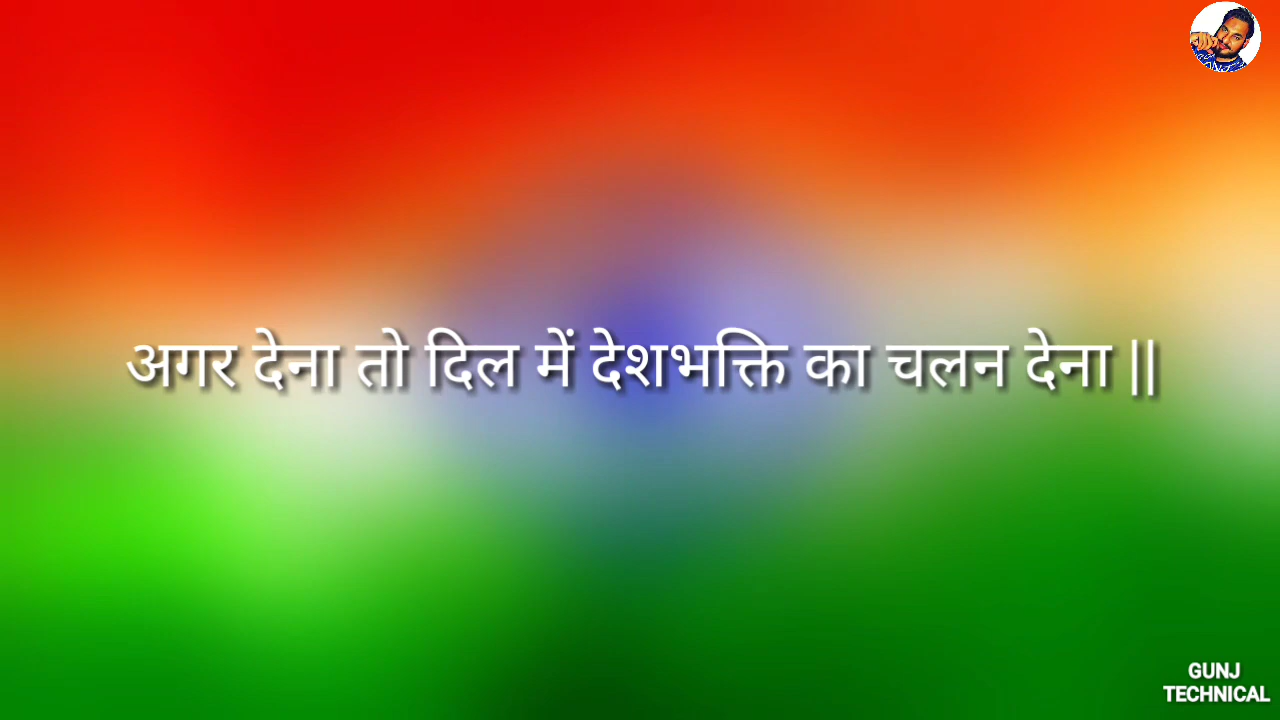 अगर देना तो दिल में देशभक्ति का चलन देना ||
GUNJ
TECHNICAL